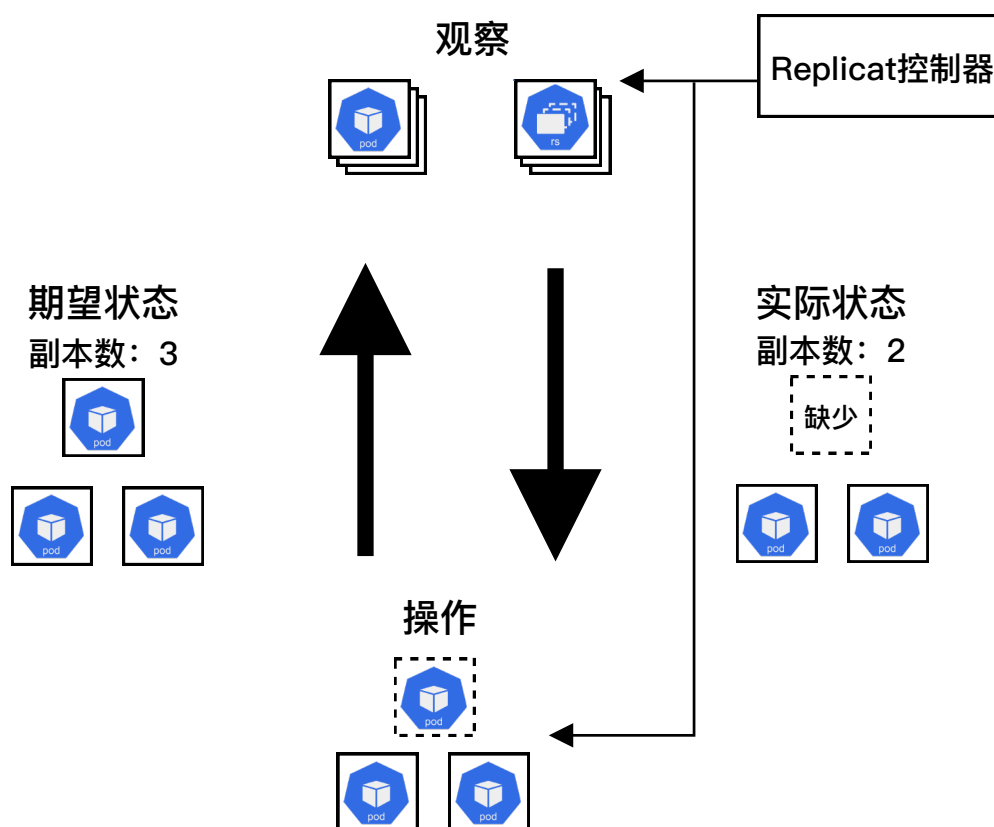 观察
Replicat控制器
pod
rs
期望状态
副本数：3
pod
pod
pod
实际状态
副本数：2
缺少
pod
pod
操作
pod
pod
pod